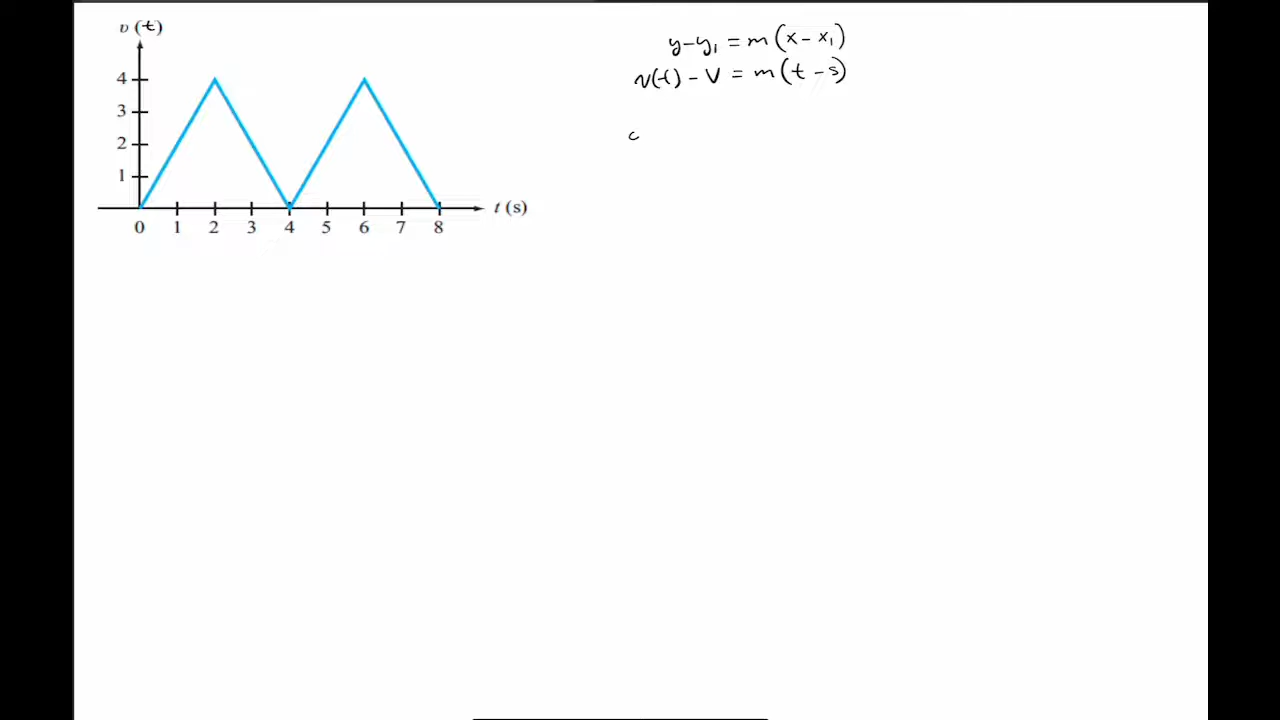 v (t)
y-y₁ = m(x-x₁)
v(t) - V = m(t-s)
4
3
2
1
t (s)
0 1 2 3 4 5 6 7 8